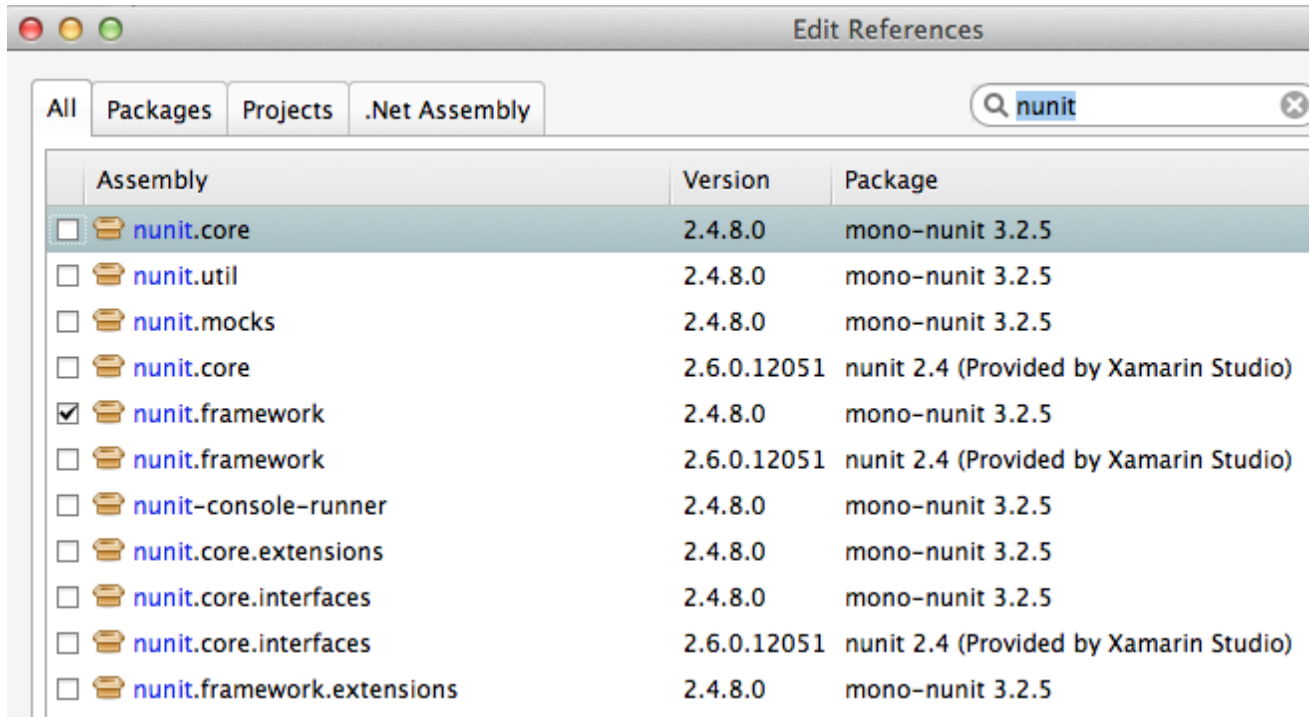 Edit References
All Packages Projects .Net Assembly nunit
Assembly Version Package
nunit.core 2.4.8.0 mono-nunit 3.2.5
nunit.util 2.4.8.0 mono-nunit 3.2.5
nunit.mocks 2.4.8.0 mono-nunit 3.2.5
nunit.core 2.6.0.12051 nunit 2.4 (Provided by Xamarin Studio)
nunit.framework 2.4.8.0 mono-nunit 3.2.5
nunit.framework 2.6.0.12051 nunit 2.4 (Provided by Xamarin Studio)
nunit-console-runner 2.4.8.0 mono-nunit 3.2.5
nunit.core.extensions 2.4.8.0 mono-nunit 3.2.5
nunit.core.interfaces 2.4.8.0 mono-nunit 3.2.5
nunit.core.interfaces 2.6.0.12051 nunit 2.4 (Provided by Xamarin Studio)
nunit.framework.extensions 2.4.8.0 mono-nunit 3.2.5